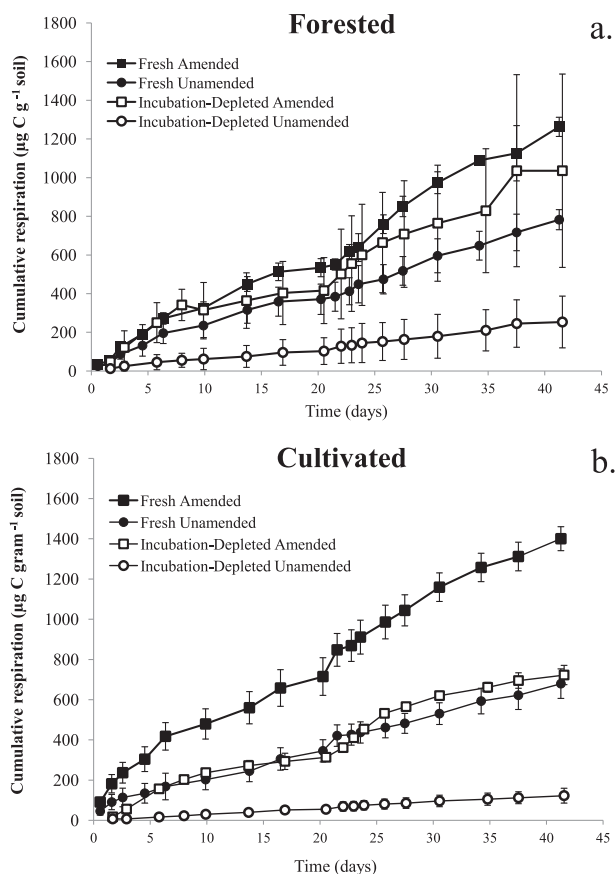 Forested
a.
Fresh Amended
Fresh Unamended
Incubation-Depleted Amended
Incubation-Depleted Unamended
Cumulative respiration (µg C g⁻¹ soil)
1800
1600
1400
1200
1000
800
600
400
200
0
0 5 10 15 20 25 30 35 40 45
Time (days)
Cultivated
b.
Fresh Amended
Fresh Unamended
Incubation-Depleted Amended
Incubation-Depleted Unamended
Cumulative respiration (µg C gram⁻¹ soil)
1800
1600
1400
1200
1000
800
600
400
200
0
0 5 10 15 20 25 30 35 40 45
Time (days)